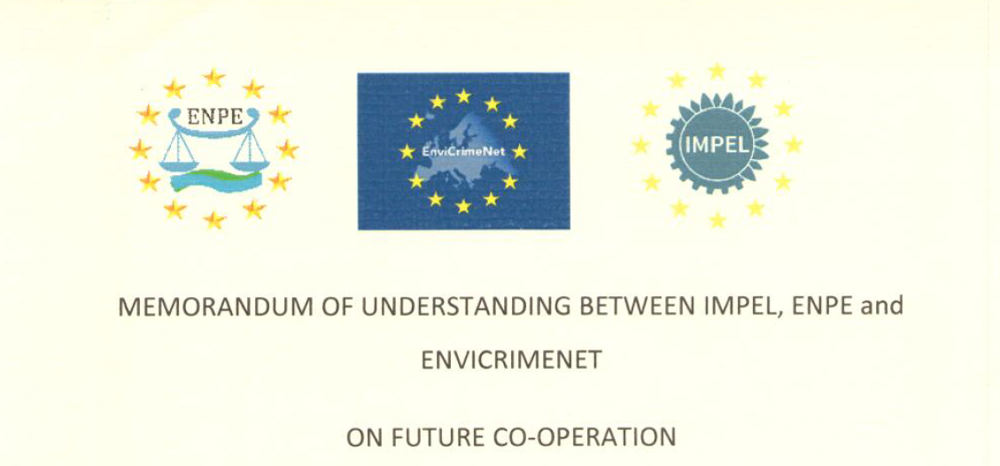 ENPE
EnviCrimeNet
IMPEL
MEMORANDUM OF UNDERSTANDING BETWEEN IMPEL, ENPE and
ENVICRIMENET
ON FUTURE CO-OPERATION